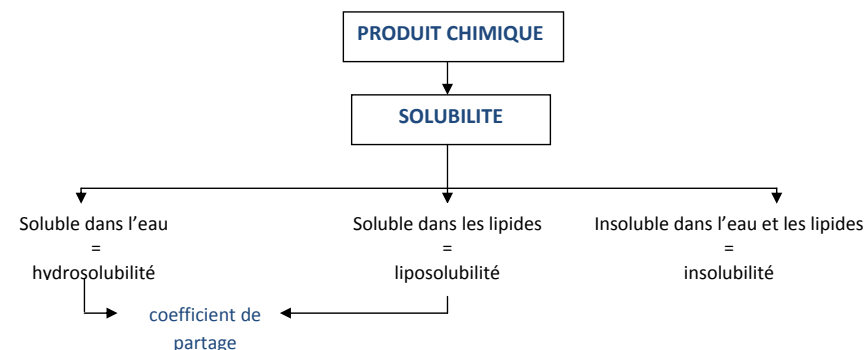 PRODUIT CHIMIQUE
SOLUBILITE
Soluble dans l’eau
=
hydrosolubilité
Soluble dans les lipides
=
liposolubilité
Insoluble dans l’eau et les lipides
=
insolubilité
coefficient de
partage